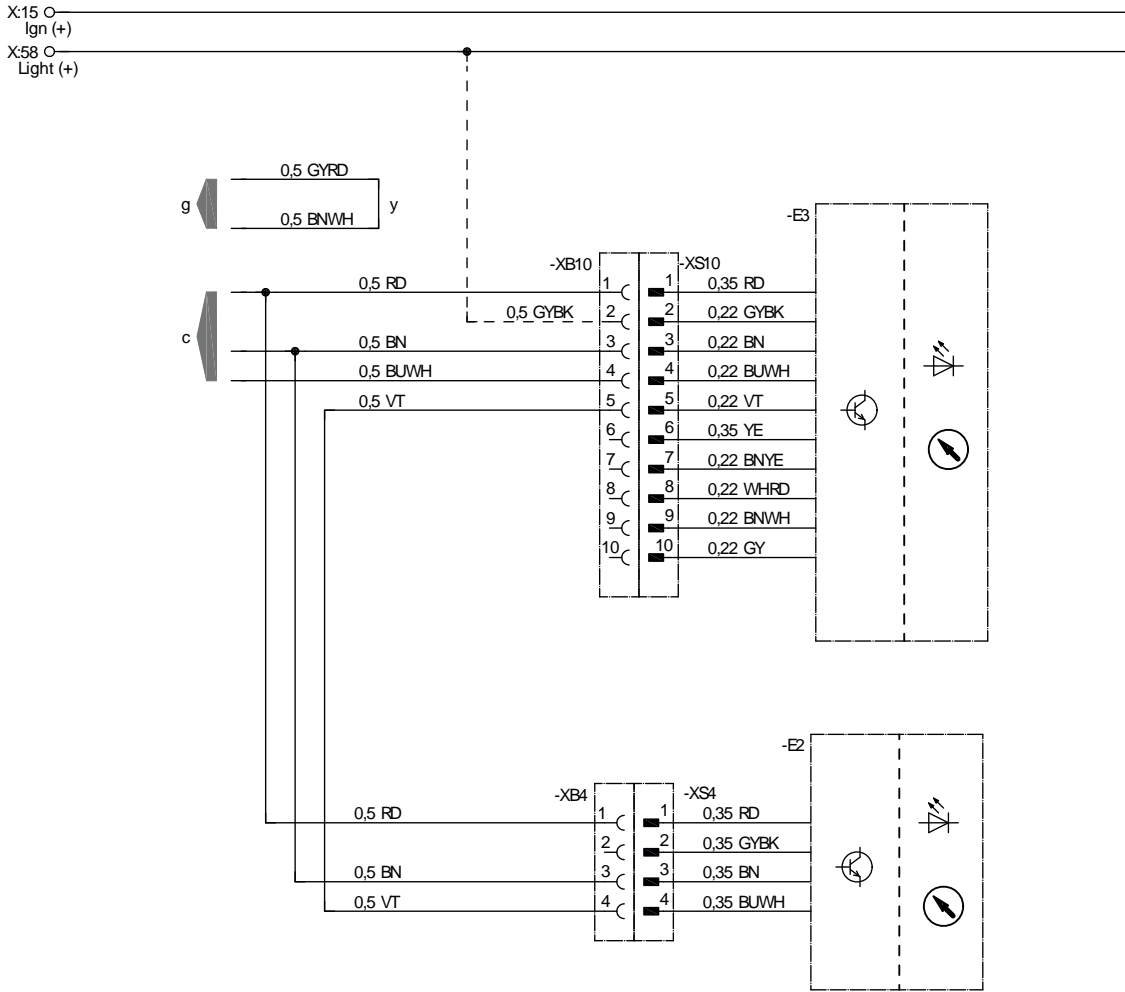 X:15
Ign (+)
X:58
Light (+)
0,5 GYRD
g
y
0,5 BNWH
-E3
-XB10
-XS10
0,5 RD
1
1
0,35 RD
0,5 GYBK
2
2
0,22 GYBK
c
0,5 BN
3
3
0,22 BN
0,5 BUWH
4
4
0,22 BUWH
0,5 VT
5
5
0,22 VT
6
6
0,35 YE
7
7
0,22 BNYE
8
8
0,22 WHRD
9
9
0,22 BNWH
10
10
0,22 GY
-E2
-XB4
-XS4
0,5 RD
1
1
0,35 RD
2
2
0,35 GYBK
0,5 BN
3
3
0,35 BN
0,5 VT
4
4
0,35 BUWH